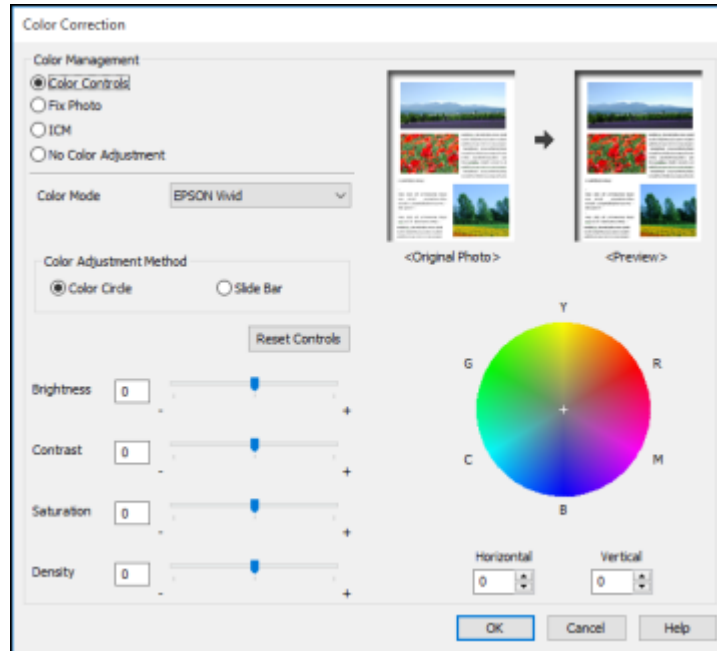 Color Correction
Color Management
Color Controls
Fix Photo
ICM
No Color Adjustment
Color Mode
EPSON Vivid
Color Adjustment Method
Color Circle
Slide Bar
Reset Controls
Brightness 0
- +
Contrast 0
- +
Saturation 0
- +
Density 0
- +
<Original Photo>
<Preview>
Y
G R
C M
B
Horizontal Vertical
0 0
OK Cancel Help